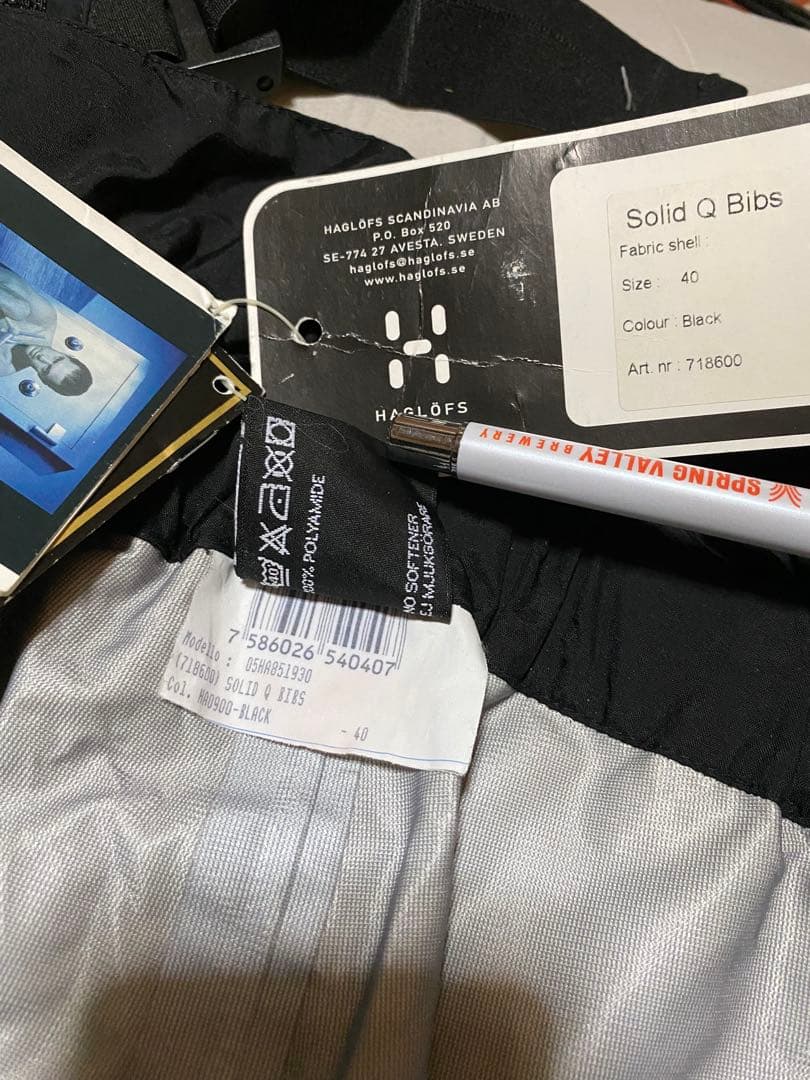 HAGLÖFS SCANDINAVIA AB
P.O. Box 520
SE-774 27 AVESTA. SWEDEN
haglofs@haglofs.se
www.haglofs.se
HAGLÖFS
Solid Q Bibs
Fabric shell :
Size : 40
Colour : Black
Art. nr : 718600
SPRING VALLEY BREWERY
40
100% POLYAMIDE
NO SOFTENER
EJ MJUKGÖRARE
7 586026 540407
Modello : 05HA851930
(718600) SOLID Q BIBS
Col. HA0900-BLACK
- 40